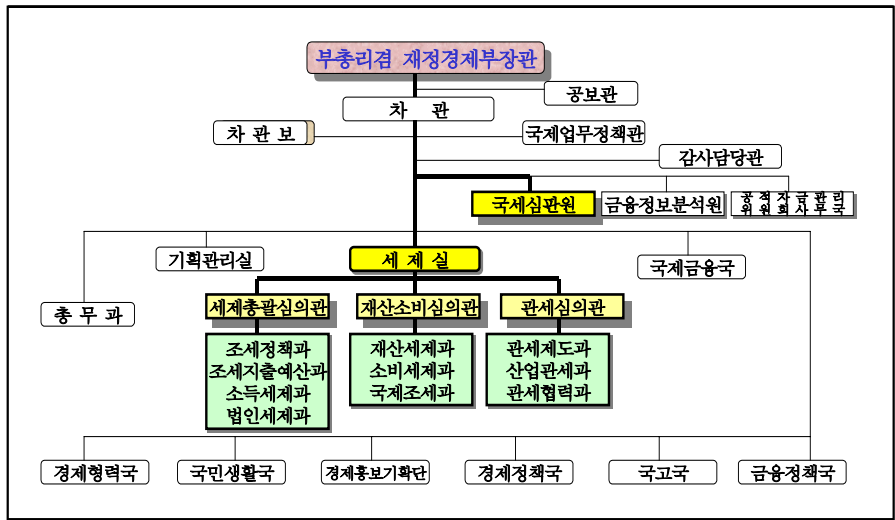 부총리겸 재정경제부장관
공보관
차 관
차 관 보
국제업무정책관
감사담당관
국세심판원
금융정보분석원
공적자금관리
위원회사무국
기획관리실
세 제 실
국제금융국
총 무 과
세제총괄심의관
재산소비심의관
관세심의관
조세정책과
조세지출예산과
소득세제과
법인세제과
재산세제과
소비세제과
국제조세과
관세제도과
산업관세과
관세협력과
경제형력국
국민생활국
경제홍보기확단
경제정책국
국고국
금융정책국